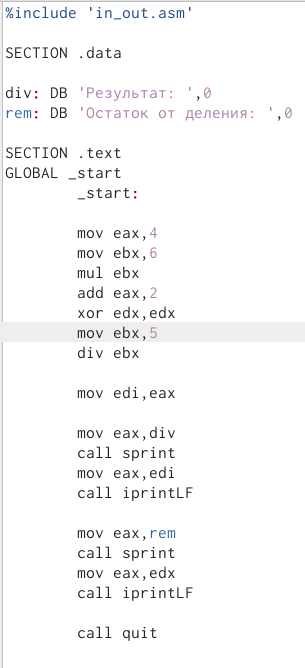 %include 'in_out.asm'
SECTION .data
div: DB 'Результат: ',0
rem: DB 'Остаток от деления: ',0
SECTION .text
GLOBAL _start
_start:
mov eax,4
mov ebx,6
mul ebx
add eax,2
xor edx,edx
mov ebx,5
div ebx
mov edi,eax
mov eax,div
call sprint
mov eax,edi
call iprintLF
mov eax,rem
call sprint
mov eax,edx
call iprintLF
call quit